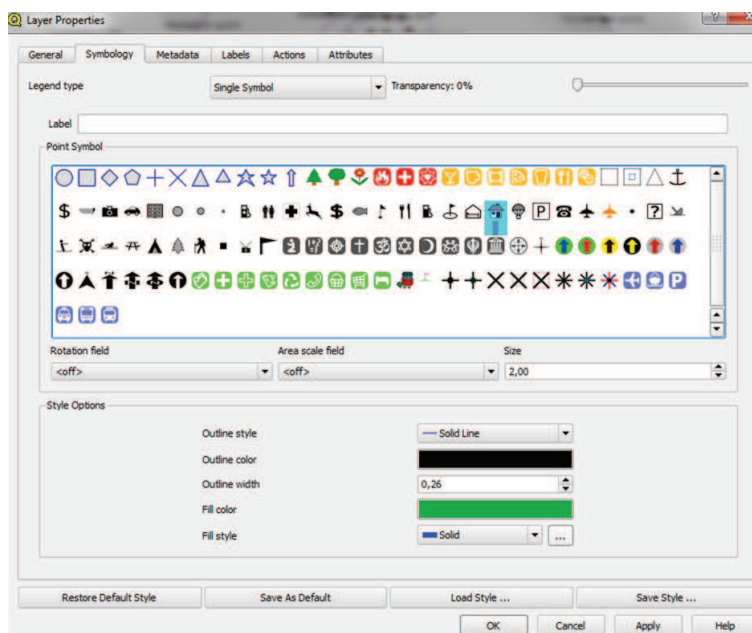 Layer Properties
General Symbology Metadata Labels Actions Attributes
Legend type Single Symbol Transparency: 0%
Label
Point Symbol
$ $ P ?
P
Rotation field Area scale field Size
<off> <off> 2,00
Style Options
Outline style Solid Line
Outline color
Outline width 0,26
Fill color
Fill style Solid ...
Restore Default Style Save As Default Load Style ... Save Style ...
OK Cancel Apply Help